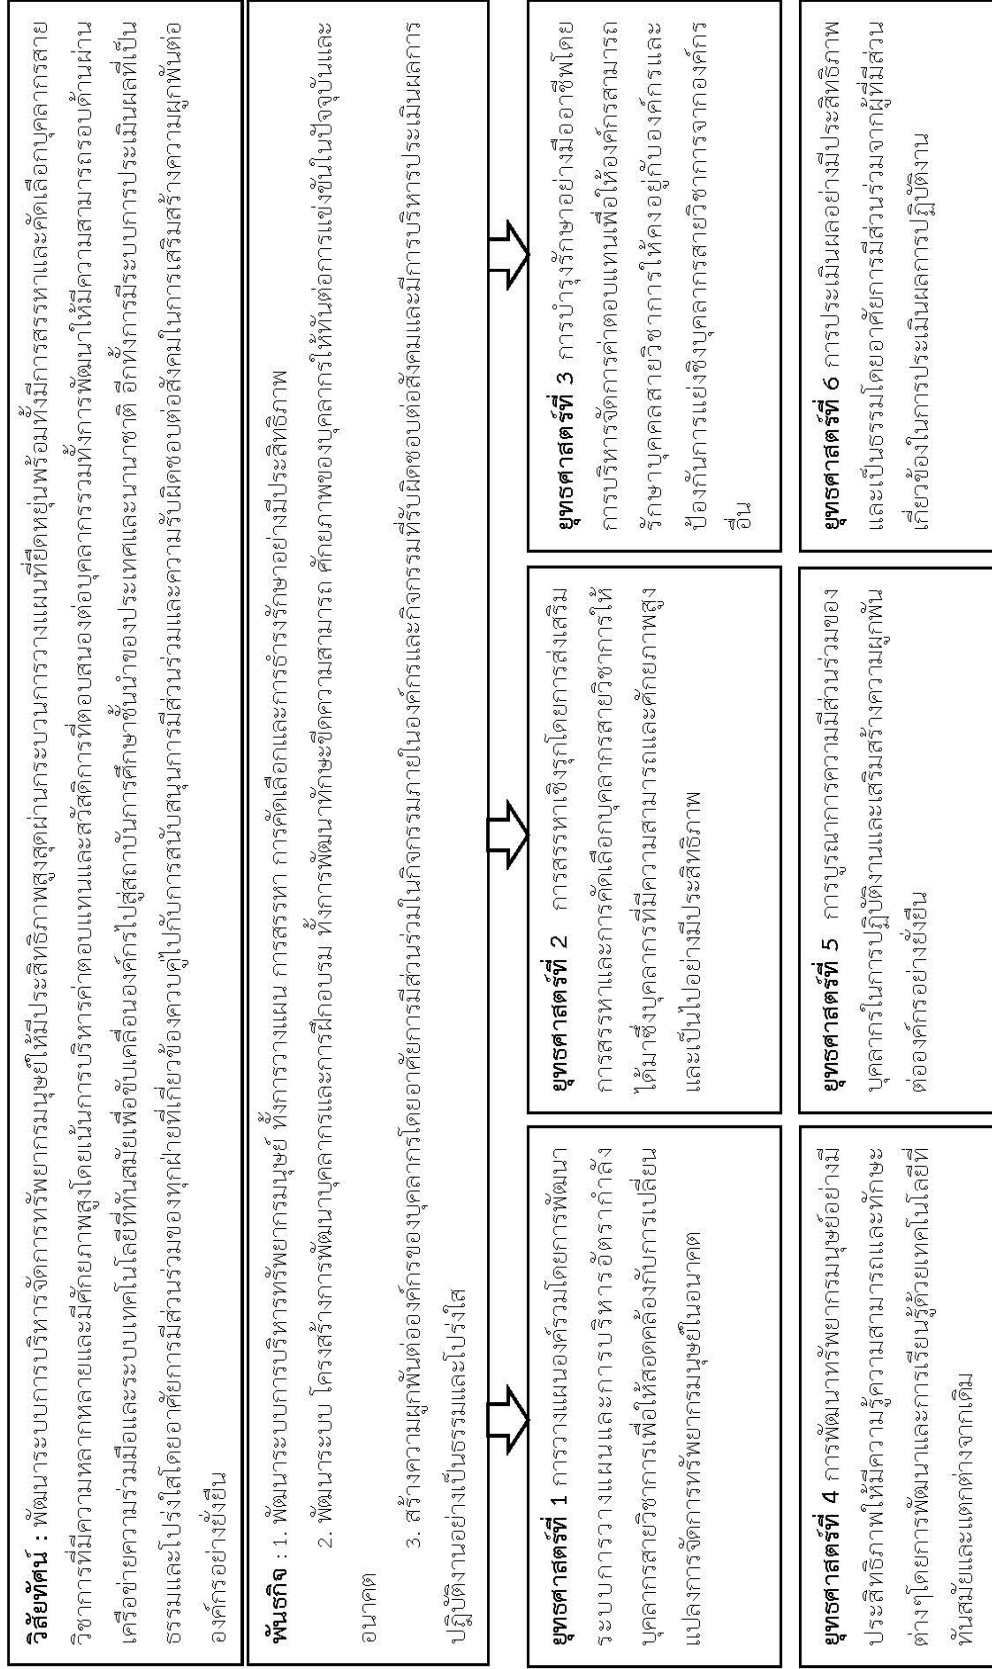 วิสัยทัศน์ : พัฒนาระบบการบริหารจัดการทรัพยากรมนุษย์ให้มีประสิทธิภาพสูงสุดผ่านกระบวนการวางแผนที่ยืดหยุ่นพร้อมทั้งมีการสรรหาและคัดเลือกบุคลากรสาย
วิชาการที่มีความหลากหลายและมีศักยภาพสูงโดยเน้นการบริหารค่าตอบแทนและสวัสดิการที่ตอบสนองต่อบุคลากรรวมทั้งการพัฒนาให้มีความสามารถรอบด้านผ่าน
เครือข่ายความร่วมมือและระบบเทคโนโลยีที่ทันสมัยเพื่อขับเคลื่อนองค์กรไปสู่สถาบันการศึกษาชั้นนำของประเทศและนานาชาติ อีกทั้งการมีระบบการประเมินผลที่เป็น
ธรรมและโปร่งใสโดยอาศัยการมีส่วนร่วมของทุกฝ่ายที่เกี่ยวข้องควบคู่ไปกับการสนับสนุนการมีส่วนร่วมและความรับผิดชอบต่อสังคมในการเสริมสร้างความผูกพันต่อ
องค์กรอย่างยั่งยืน
พันธกิจ : 1. พัฒนาระบบการบริหารทรัพยากรมนุษย์ ทั้งการวางแผน การสรรหา การคัดเลือกและการธำรงรักษาอย่างมีประสิทธิภาพ
2. พัฒนาระบบ โครงสร้างการพัฒนาบุคลากรและการฝึกอบรม ทั้งการพัฒนาทักษะขีดความสามารถ ศักยภาพของบุคลากรให้ทันต่อการแข่งขันในปัจจุบันและ
อนาคต
3. สร้างความผูกพันต่อองค์กรของบุคลากรโดยอาศัยการมีส่วนร่วมในกิจกรรมภายในองค์กรและกิจกรรมที่รับผิดชอบต่อสังคมและมีการบริหารประเมินผลการ
ปฏิบัติงานอย่างเป็นธรรมและโปร่งใส
ยุทธศาสตร์ที่ 1 การวางแผนองค์รวมโดยการพัฒนา
ระบบการวางแผนและการบริหารอัตรากำลัง
บุคลากรสายวิชาการเพื่อให้สอดคล้องกับการเปลี่ยน
แปลงการจัดการทรัพยากรมนุษย์ในอนาคต
ยุทธศาสตร์ที่ 2 การสรรหาเชิงรุกโดยการส่งเสริม
การสรรหาและการคัดเลือกบุคลากรสายวิชาการให้
ได้มาซึ่งบุคลากรที่มีความสามารถและศักยภาพสูง
และเป็นไปอย่างมีประสิทธิภาพ
ยุทธศาสตร์ที่ 3 การบำรุงรักษาอย่างมืออาชีพโดย
การบริหารจัดการค่าตอบแทนเพื่อให้องค์กรสามารถ
รักษาบุคคลสายวิชาการให้คงอยู่กับองค์กรและ
ป้องกันการแย่งชิงบุคลากรสายวิชาการจากองค์กร
อื่น
ยุทธศาสตร์ที่ 4 การพัฒนาทรัพยากรมนุษย์อย่างมี
ประสิทธิภาพให้มีความรู้ความสามารถและทักษะ
ต่างๆโดยการพัฒนาและการเรียนรู้ด้วยเทคโนโลยีที่
ทันสมัยและแตกต่างจากเดิม
ยุทธศาสตร์ที่ 5 การบูรณาการความมีส่วนร่วมของ
บุคลากรในการปฏิบัติงานและเสริมสร้างความผูกพัน
ต่อองค์กรอย่างยั่งยืน
ยุทธศาสตร์ที่ 6 การประเมินผลอย่างมีประสิทธิภาพ
และเป็นธรรมโดยอาศัยการมีส่วนร่วมจากผู้ที่มีส่วน
เกี่ยวข้องในการประเมินผลการปฏิบัติงาน